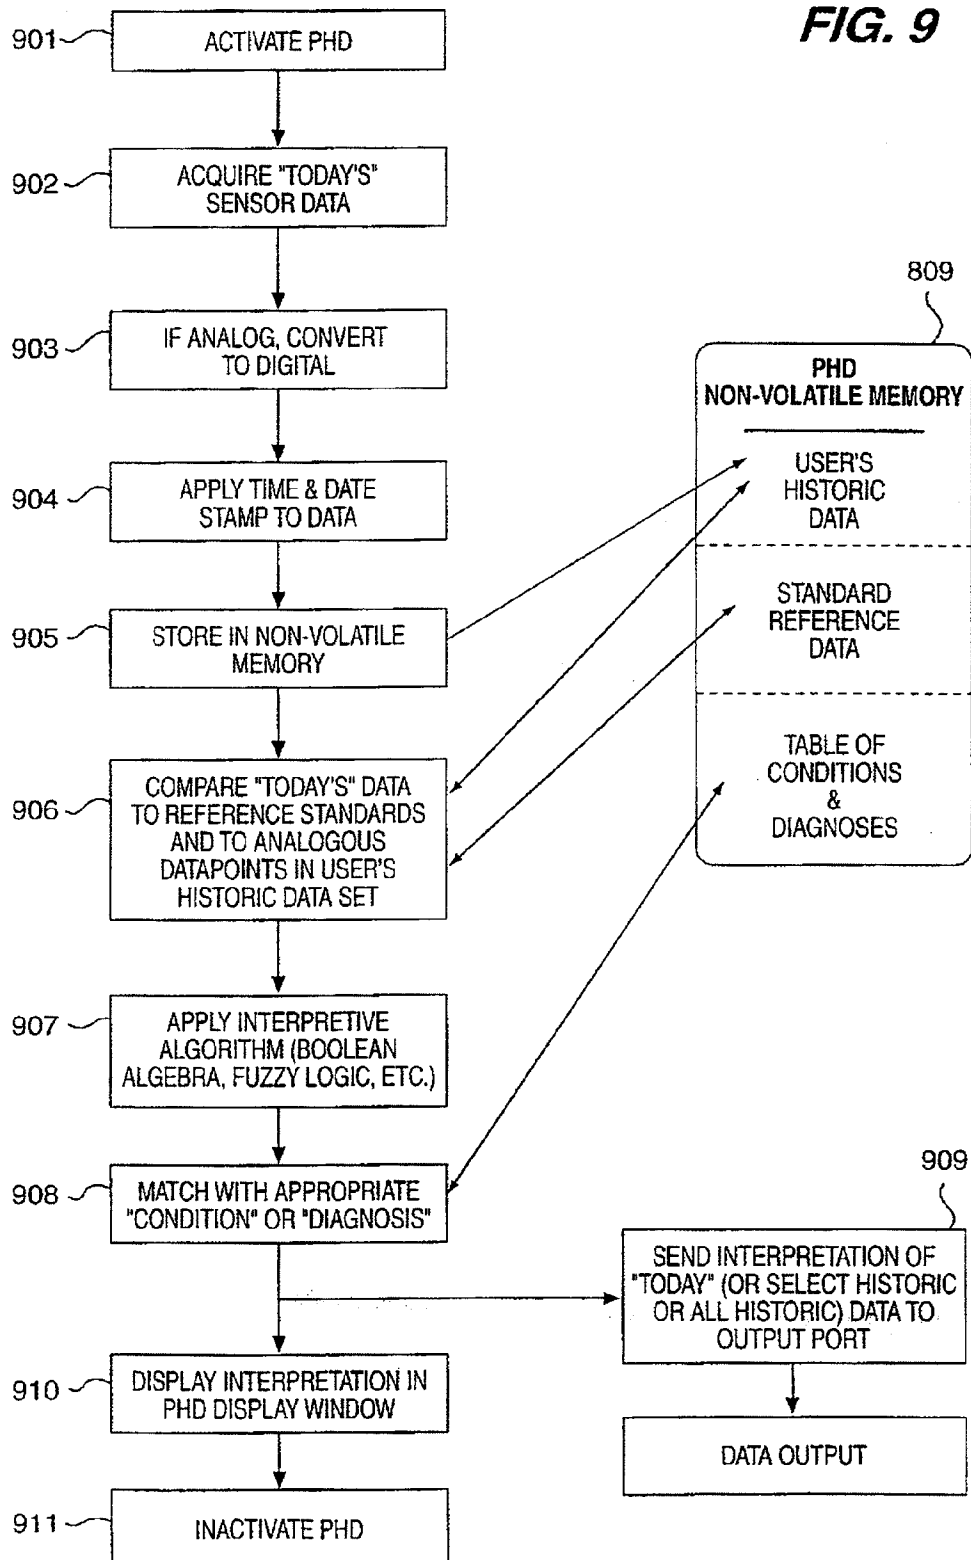 FIG. 9
901
ACTIVATE PHD
902
ACQUIRE "TODAY'S"
SENSOR DATA
903
IF ANALOG, CONVERT
TO DIGITAL
904
APPLY TIME & DATE
STAMP TO DATA
905
STORE IN NON-VOLATILE
MEMORY
906
COMPARE "TODAY'S" DATA
TO REFERENCE STANDARDS
AND TO ANALOGOUS
DATAPOINTS IN USER'S
HISTORIC DATA SET
907
APPLY INTERPRETIVE
ALGORITHM (BOOLEAN
ALGEBRA, FUZZY LOGIC, ETC.)
908
MATCH WITH APPROPRIATE
"CONDITION" OR "DIAGNOSIS"
910
DISPLAY INTERPRETATION IN
PHD DISPLAY WINDOW
911
INACTIVATE PHD
809
PHD
NON-VOLATILE MEMORY
USER'S
HISTORIC
DATA
STANDARD
REFERENCE
DATA
TABLE OF
CONDITIONS
&
DIAGNOSES
909
SEND INTERPRETATION OF
"TODAY" (OR SELECT HISTORIC
OR ALL HISTORIC) DATA TO
OUTPUT PORT
DATA OUTPUT